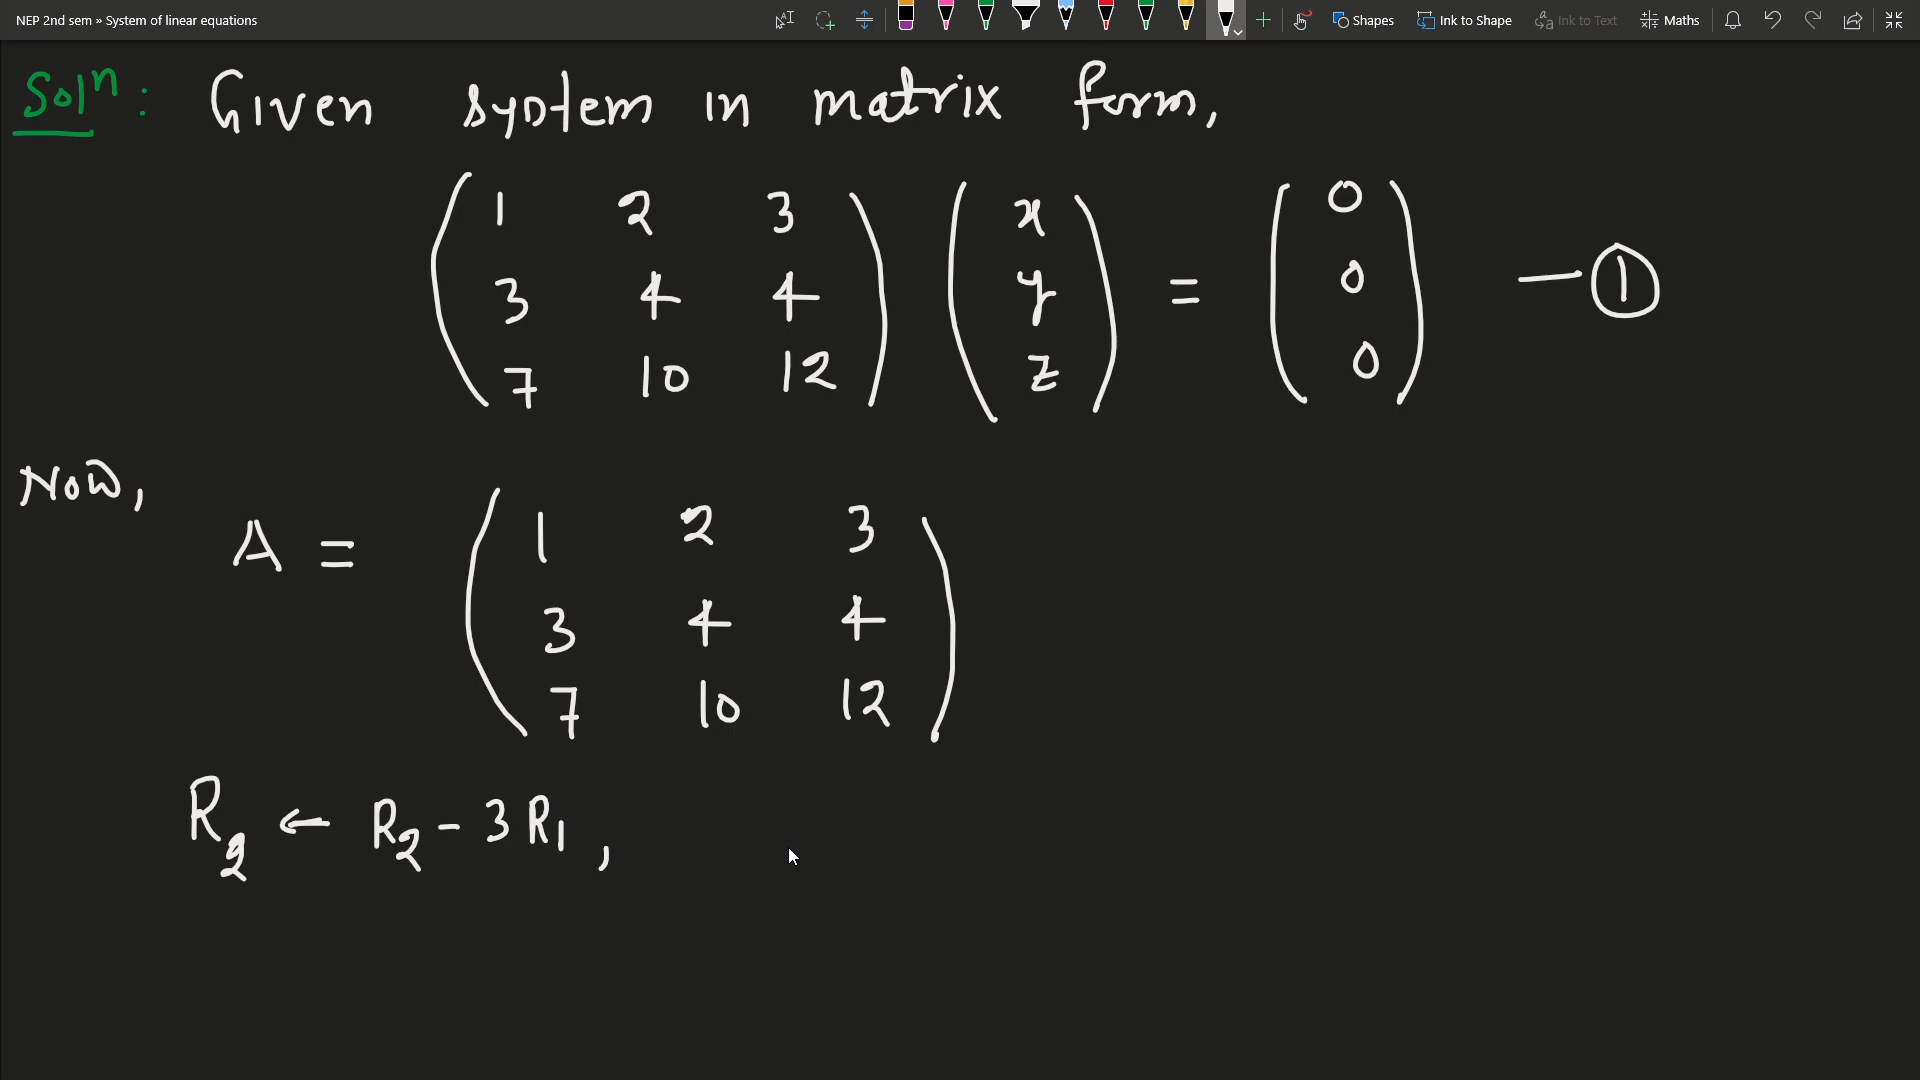 NEP 2nd sem » System of linear equations
Shapes Ink to Shape Ink to Text Maths
Solⁿ: Given system in matrix form,
( 1 2 3 ) ( x ) = ( 0 ) — ①
( 3 4 4 ) ( y ) ( 0 )
( 7 10 12 ) ( z ) ( 0 )
Now,
A = ( 1 2 3 )
( 3 4 4 )
( 7 10 12 )
R₂ ← R₂ - 3R₁,